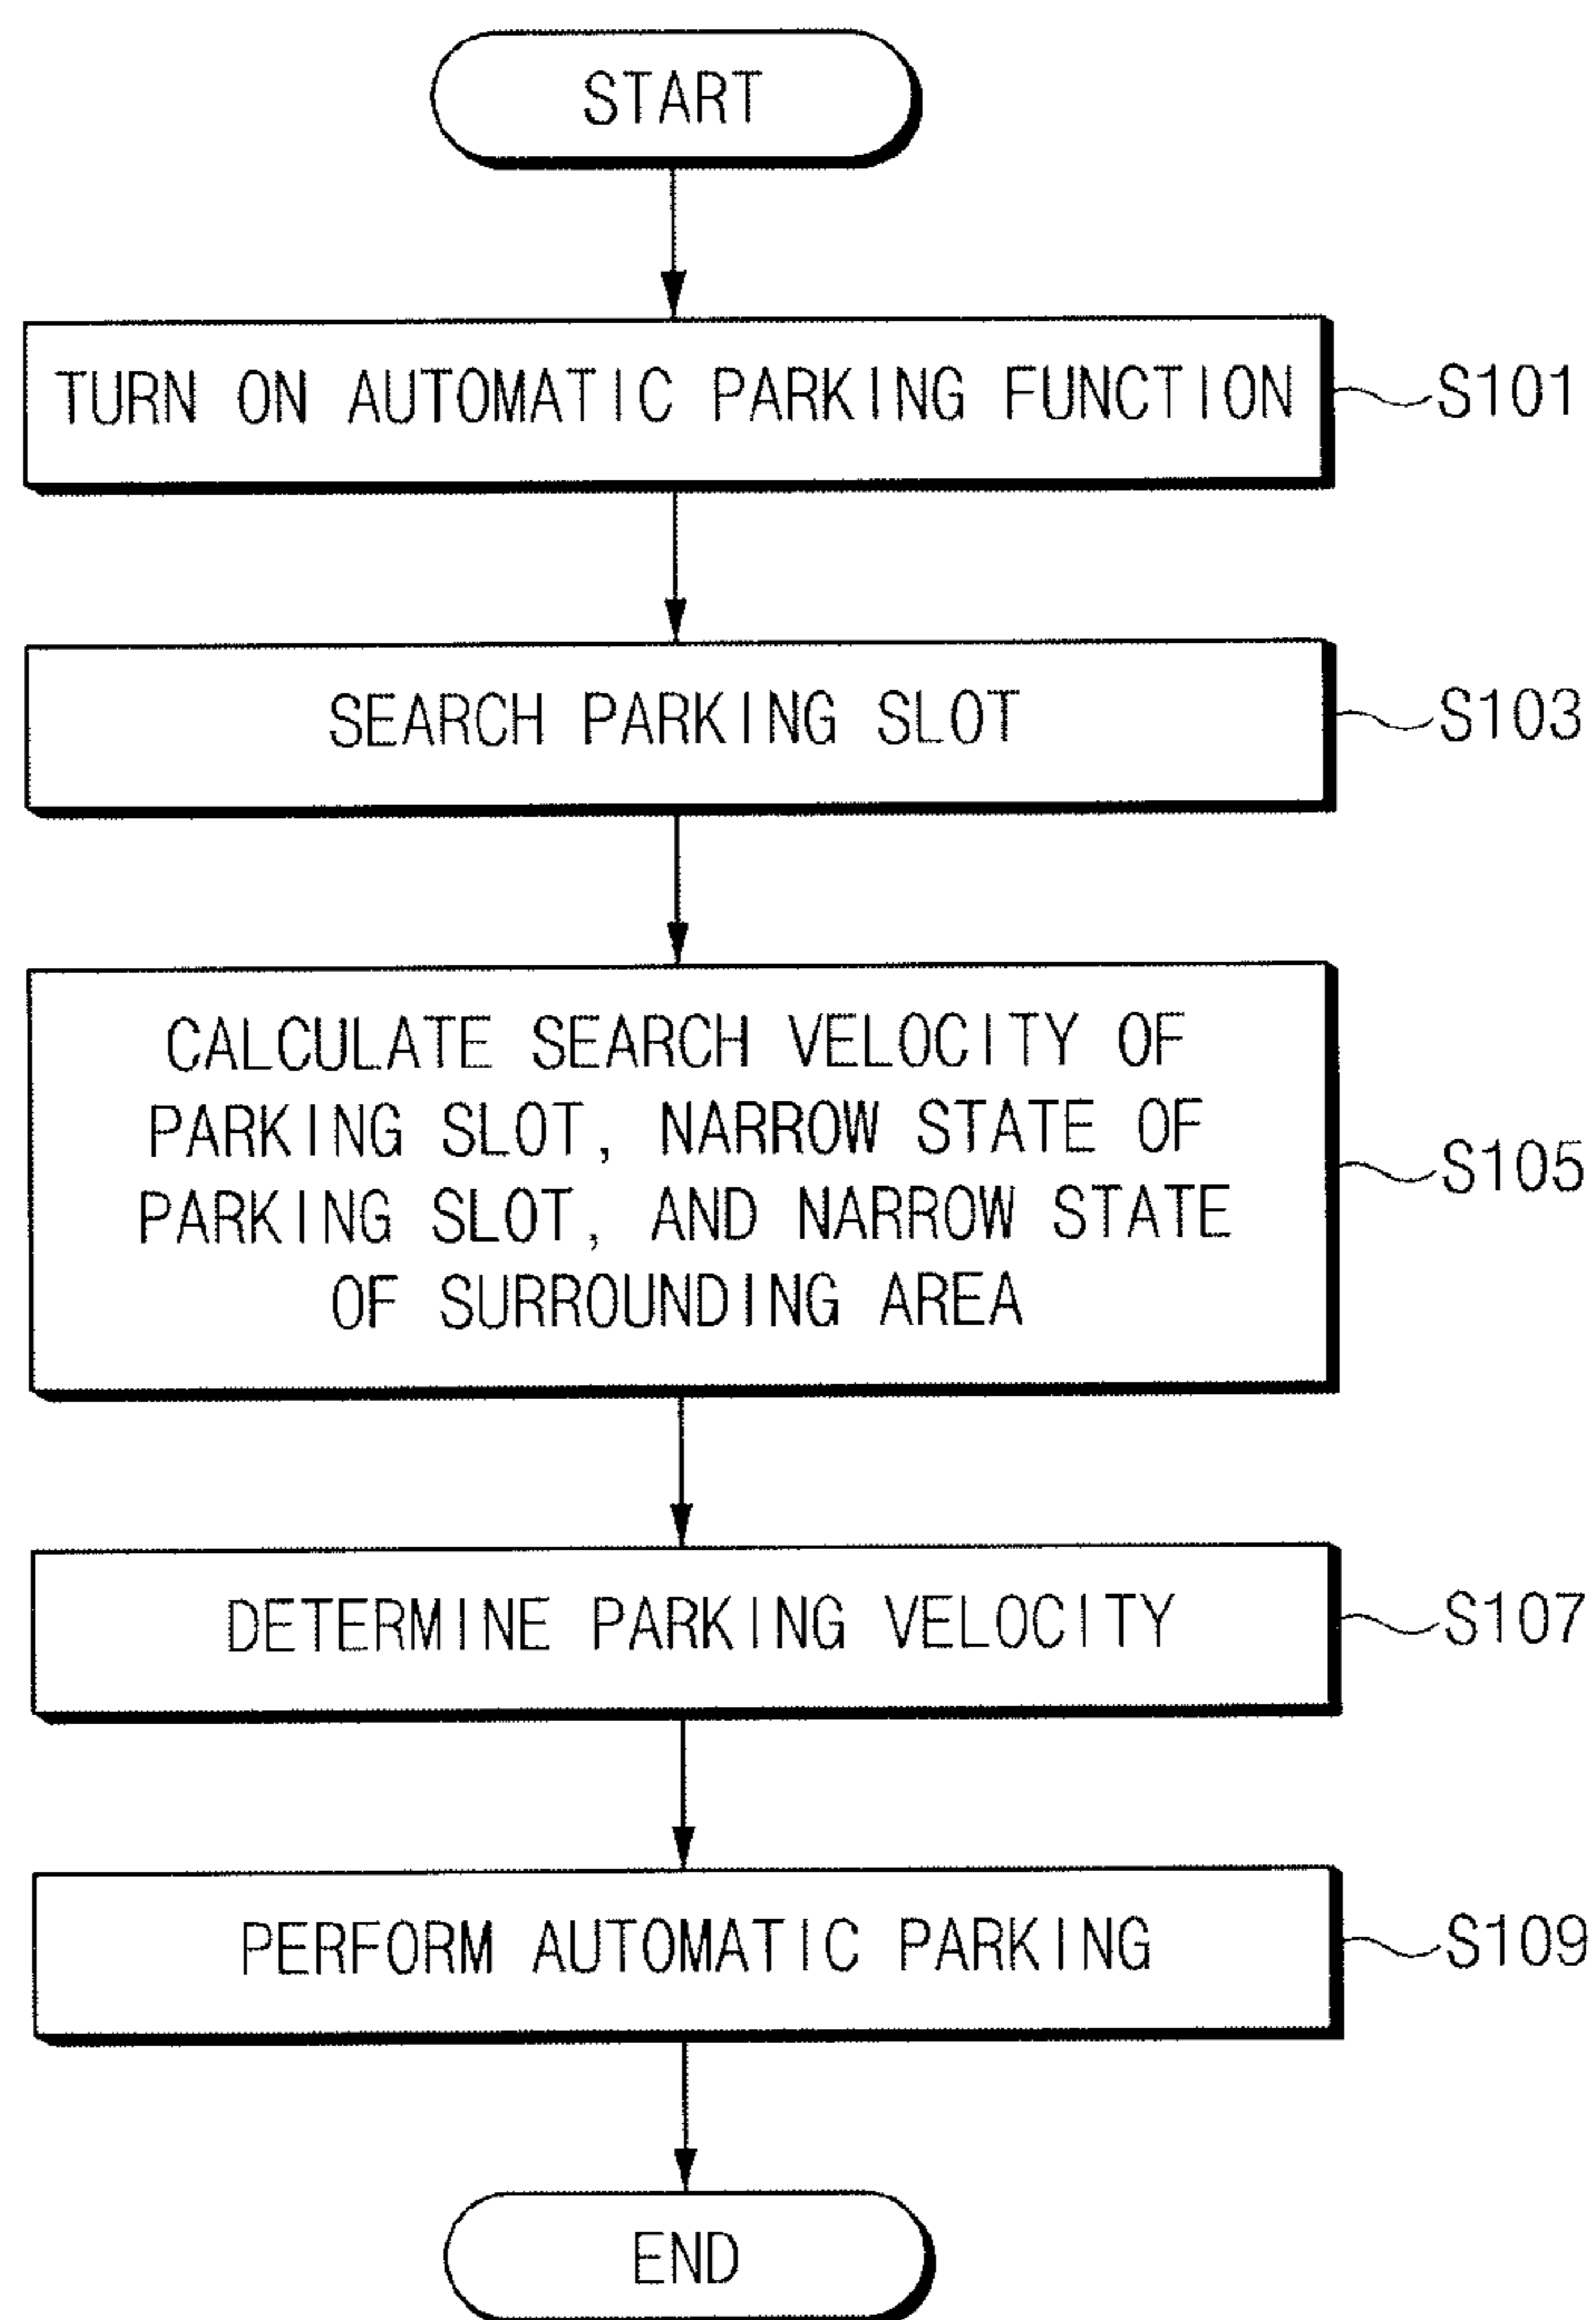 START
TURN ON AUTOMATIC PARKING FUNCTION
S101
SEARCH PARKING SLOT
S103
CALCULATE SEARCH VELOCITY OF
PARKING SLOT, NARROW STATE OF
PARKING SLOT, AND NARROW STATE
OF SURROUNDING AREA
S105
DETERMINE PARKING VELOCITY
S107
PERFORM AUTOMATIC PARKING
S109
END